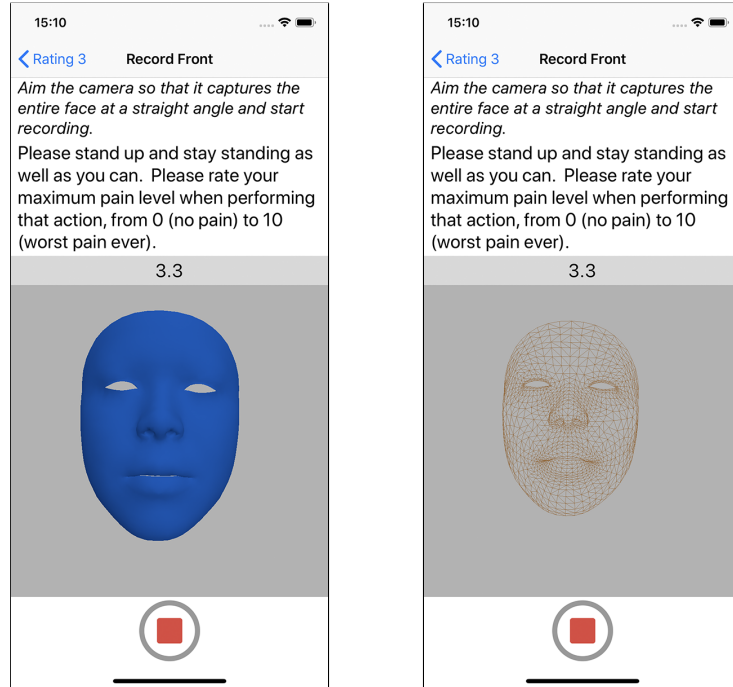 15:10
Rating 3 Record Front
Aim the camera so that it captures the
entire face at a straight angle and start
recording.
Please stand up and stay standing as
well as you can.  Please rate your
maximum pain level when performing
that action, from 0 (no pain) to 10
(worst pain ever).
3.3
15:10
Rating 3 Record Front
Aim the camera so that it captures the
entire face at a straight angle and start
recording.
Please stand up and stay standing as
well as you can.  Please rate your
maximum pain level when performing
that action, from 0 (no pain) to 10
(worst pain ever).
3.3